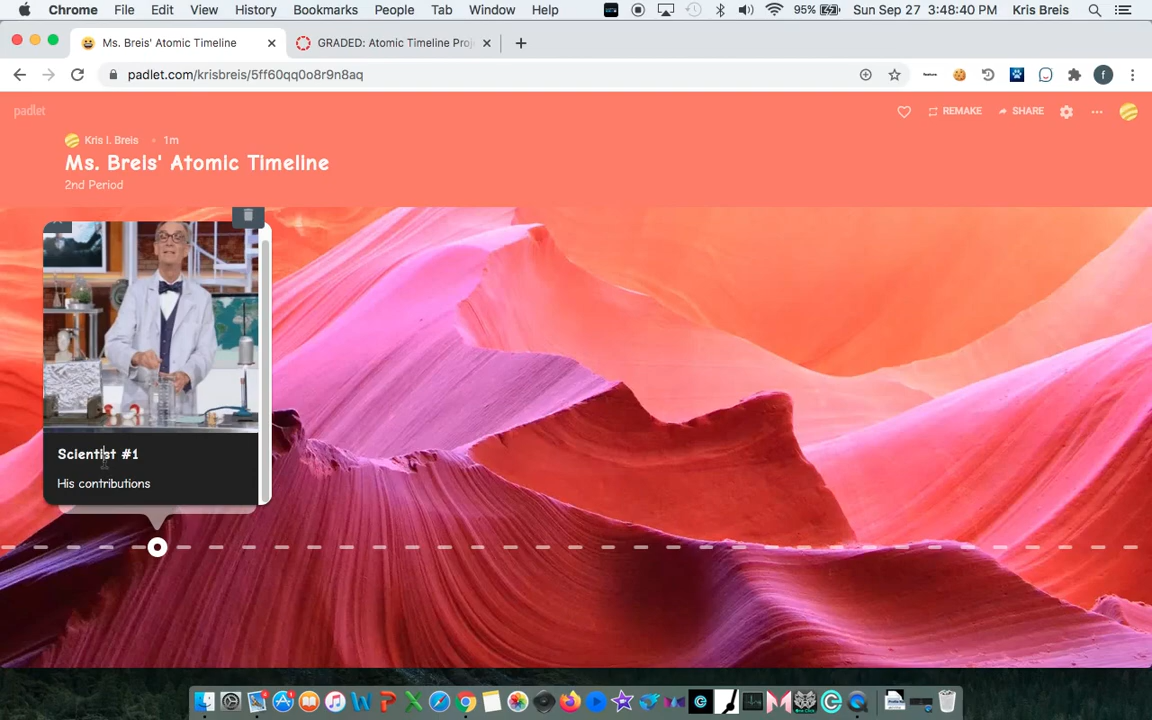 Chrome File Edit View History Bookmarks People Tab Window Help 95% Sun Sep 27 3:48:40 PM Kris Breis
Ms. Breis' Atomic Timeline GRADED: Atomic Timeline Proj
padlet.com/krisbreis/5ff60qq0o8r9n8aq
padlet REMAKE SHARE
Kris I. Breis 1m
Ms. Breis' Atomic Timeline
2nd Period
Scientist #1
His contributions